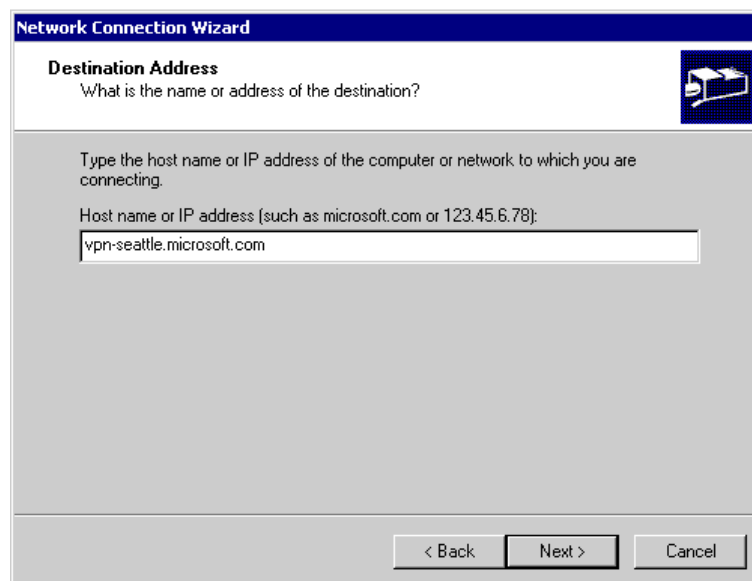 Network Connection Wizard
Destination Address
What is the name or address of the destination?
Type the host name or IP address of the computer or network to which you are
connecting.
Host name or IP address (such as microsoft.com or 123.45.6.78):
vpn-seattle.microsoft.com
< Back
Next >
Cancel